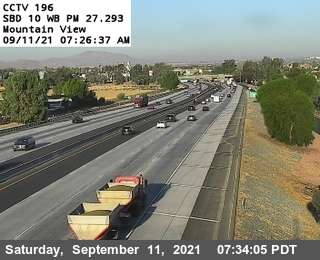 CCTV 196
SBD 10 WB PM 27.293
Mountain View
09/11/21 07:26:37 AM
Saturday, September 11, 2021 07:34:05 PDT